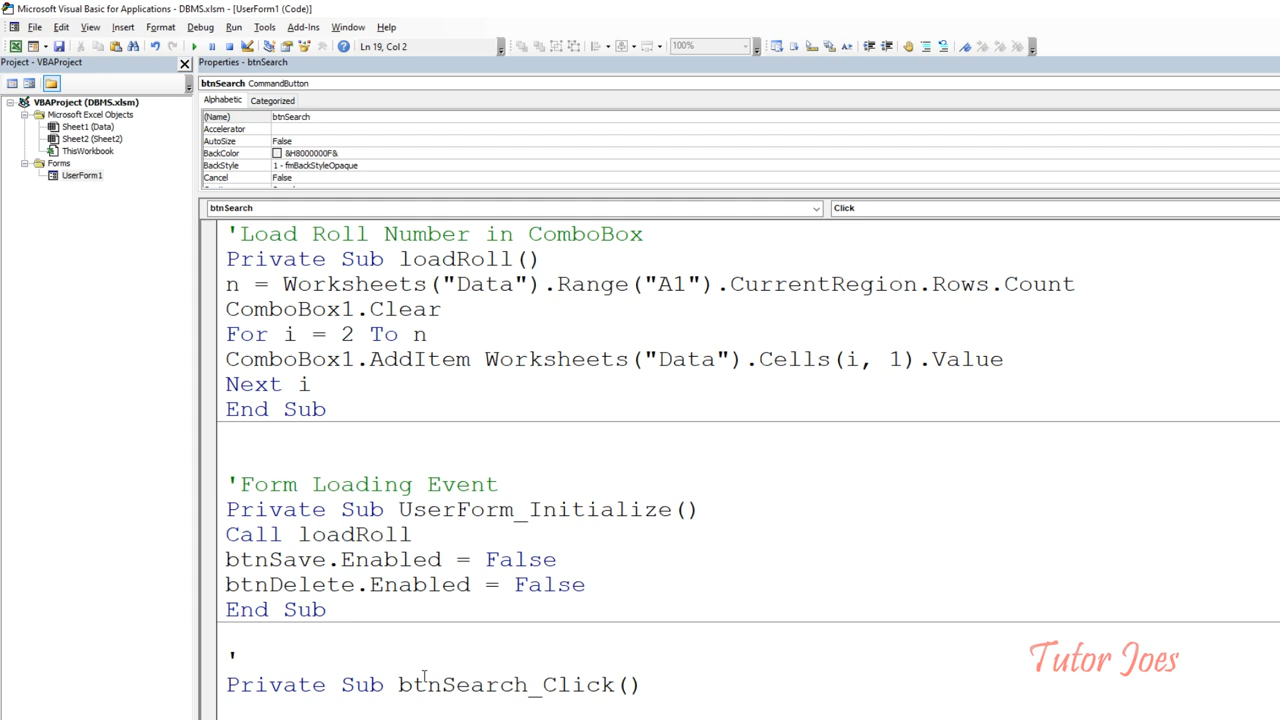 Microsoft Visual Basic for Applications - DBMS.xlsm - [UserForm1 (Code)]
File Edit View Insert Format Debug Run Tools Add-Ins Window Help
Ln 19, Col 2
100%
Project - VBAProject
Properties - btnSearch
btnSearch CommandButton
Alphabetic Categorized
VBAProject (DBMS.xlsm)
Microsoft Excel Objects
Sheet1 (Data)
Sheet2 (Sheet2)
ThisWorkbook
Forms
UserForm1
(Name) btnSearch
Accelerator
AutoSize False
BackColor &H8000000F&
BackStyle 1 - fmBackStyleOpaque
Cancel False
btnSearch Click
'Load Roll Number in ComboBox
Private Sub loadRoll()
n = Worksheets("Data").Range("A1").CurrentRegion.Rows.Count
ComboBox1.Clear
For i = 2 To n
ComboBox1.AddItem Worksheets("Data").Cells(i, 1).Value
Next i
End Sub
'Form Loading Event
Private Sub UserForm_Initialize()
Call loadRoll
btnSave.Enabled = False
btnDelete.Enabled = False
End Sub
'
Private Sub btnSearch_Click()
Tutor Joes